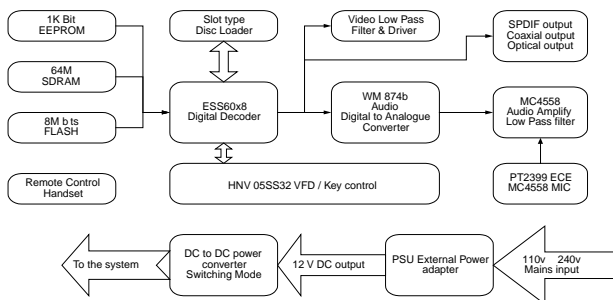 1K Bit
EEPROM
Slot type
Disc Loader
Video Low Pass
Filter & Driver
SPDIF output
Coaxial output
Optical output
64M
SDRAM
ESS60x8
Digital Decoder
WM 874b
Audio
Digital to Analogue
Converter
MC4558
Audio Amplify
Low Pass filter
8M b ts
FLASH
Remote Control
Handset
HNV 05SS32 VFD / Key control
PT2399 ECE
MC4558 MIC
To the system
DC to DC power
converter
Switching Mode
12 V DC output
PSU External Power
adapter
110v 240v
Mains input